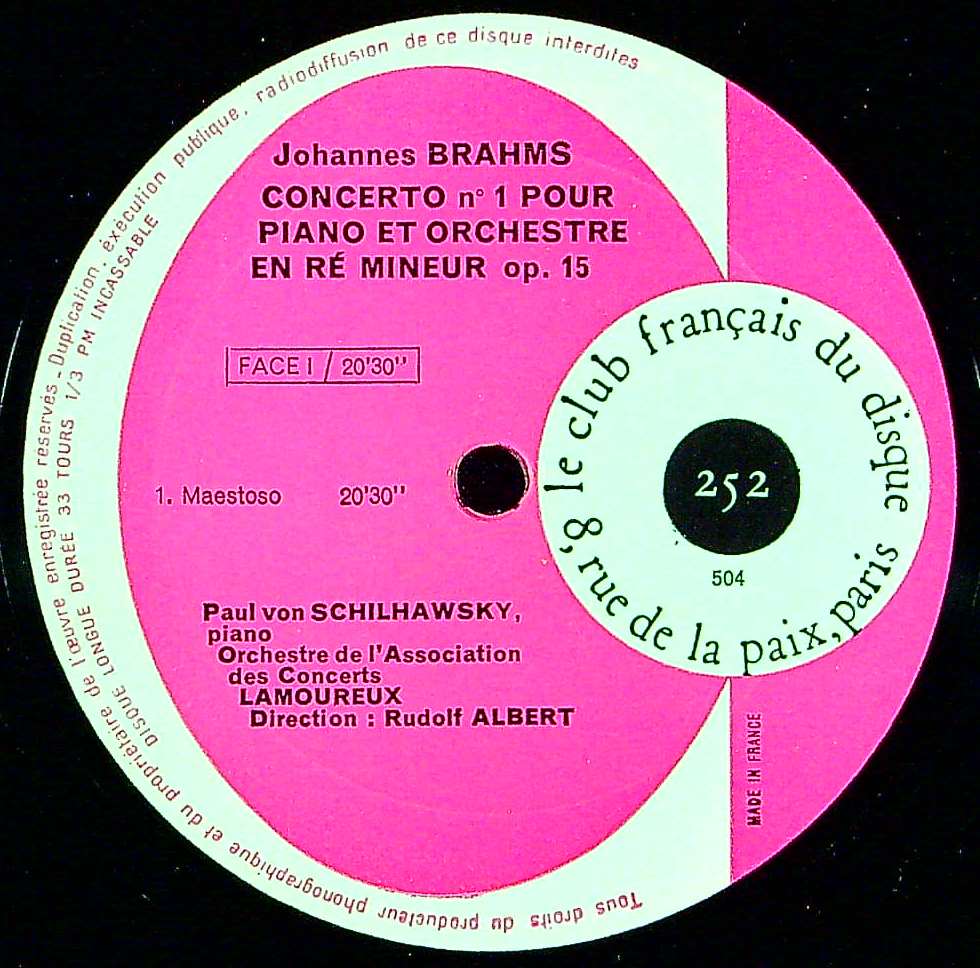 Johannes BRAHMS
CONCERTO n° 1 POUR
PIANO ET ORCHESTRE
EN RÉ MINEUR op. 15
FACE I / 20'30"
1. Maestoso 20'30"
Paul von SCHILHAWSKY,
piano
Orchestre de l'Association
des Concerts
LAMOUREUX
Direction : Rudolf ALBERT
le club français du disque
8, rue de la paix, paris
252
504
MADE IN FRANCE
Tous droits du producteur phonographique et du propriétaire de l'œuvre enregistrée réservés - Duplication, éxécution publique, radiodiffusion de ce disque interdites
DISQUE LONGUE DURÉE 33 TOURS 1/3 PM INCASSABLE